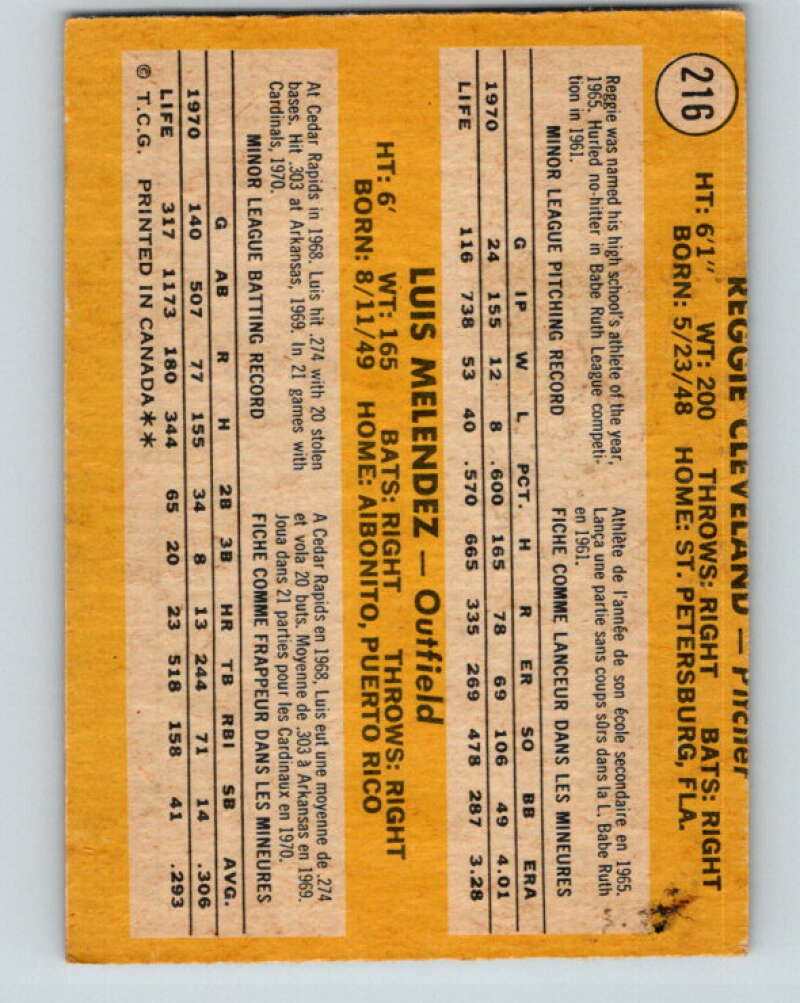 216
REGGIE CLEVELAND — Pitcher
HT: 6'1" WT: 200 THROWS: RIGHT BATS: RIGHT
BORN: 5/23/48 HOME: ST. PETERSBURG, FLA.
Reggie was named his high school's athlete of the year,
1965. Hurled no-hitter in Babe Ruth League competi-
tion in 1961.
Athlète de l'année de son école secondaire en 1965.
Lança une partie sans coups sûrs dans la L. Babe Ruth
en 1961.
MINOR LEAGUE PITCHING RECORD FICHE COMME LANCEUR DANS LES MINEURES
G IP W L PCT. H R ER SO BB ERA
1970 24 155 12 8 .600 165 78 69 106 49 4.01
LIFE 116 738 53 40 .570 665 335 269 478 287 3.28
LUIS MELENDEZ — Outfield
HT: 6' WT: 165 BATS: RIGHT THROWS: RIGHT
BORN: 8/11/49 HOME: AIBONITO, PUERTO RICO
At Cedar Rapids in 1968. Luis hit .274 with 20 stolen
bases. Hit .303 at Arkansas, 1969. In 21 games with
Cardinals, 1970.
A Cedar Rapids en 1968, Luis eut une moyenne de .274
et vola 20 buts. Moyenne de .303 à Arkansas en 1969.
Joua dans 21 parties pour les Cardinaux en 1970.
MINOR LEAGUE BATTING RECORD FICHE COMME FRAPPEUR DANS LES MINEURES
G AB R H 2B 3B HR TB RBI SB AVG.
1970 140 507 77 155 34 8 13 244 71 14 .306
LIFE 317 1173 180 344 65 20 23 518 158 41 .293
© T.C.G. PRINTED IN CANADA**